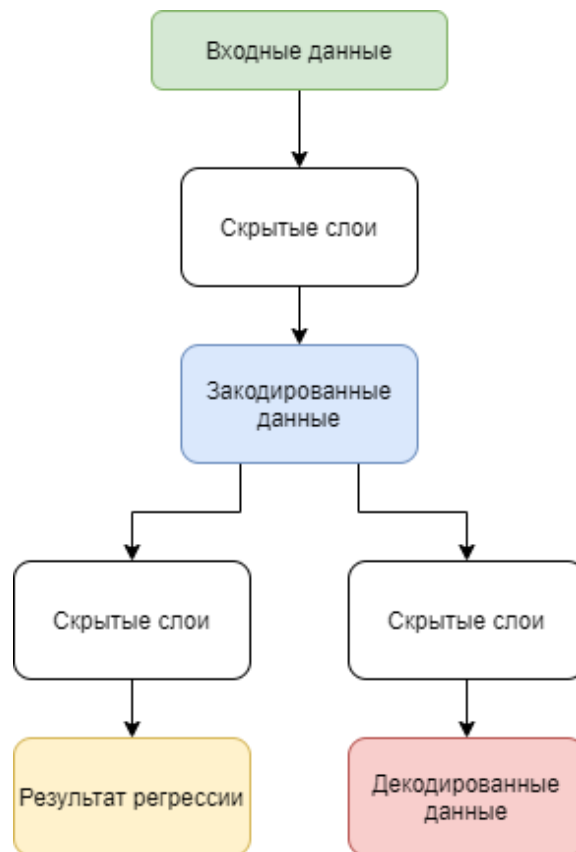 Входные данные
Скрытые слои
Закодированные
данные
Скрытые слои
Скрытые слои
Результат регрессии
Декодированные
данные